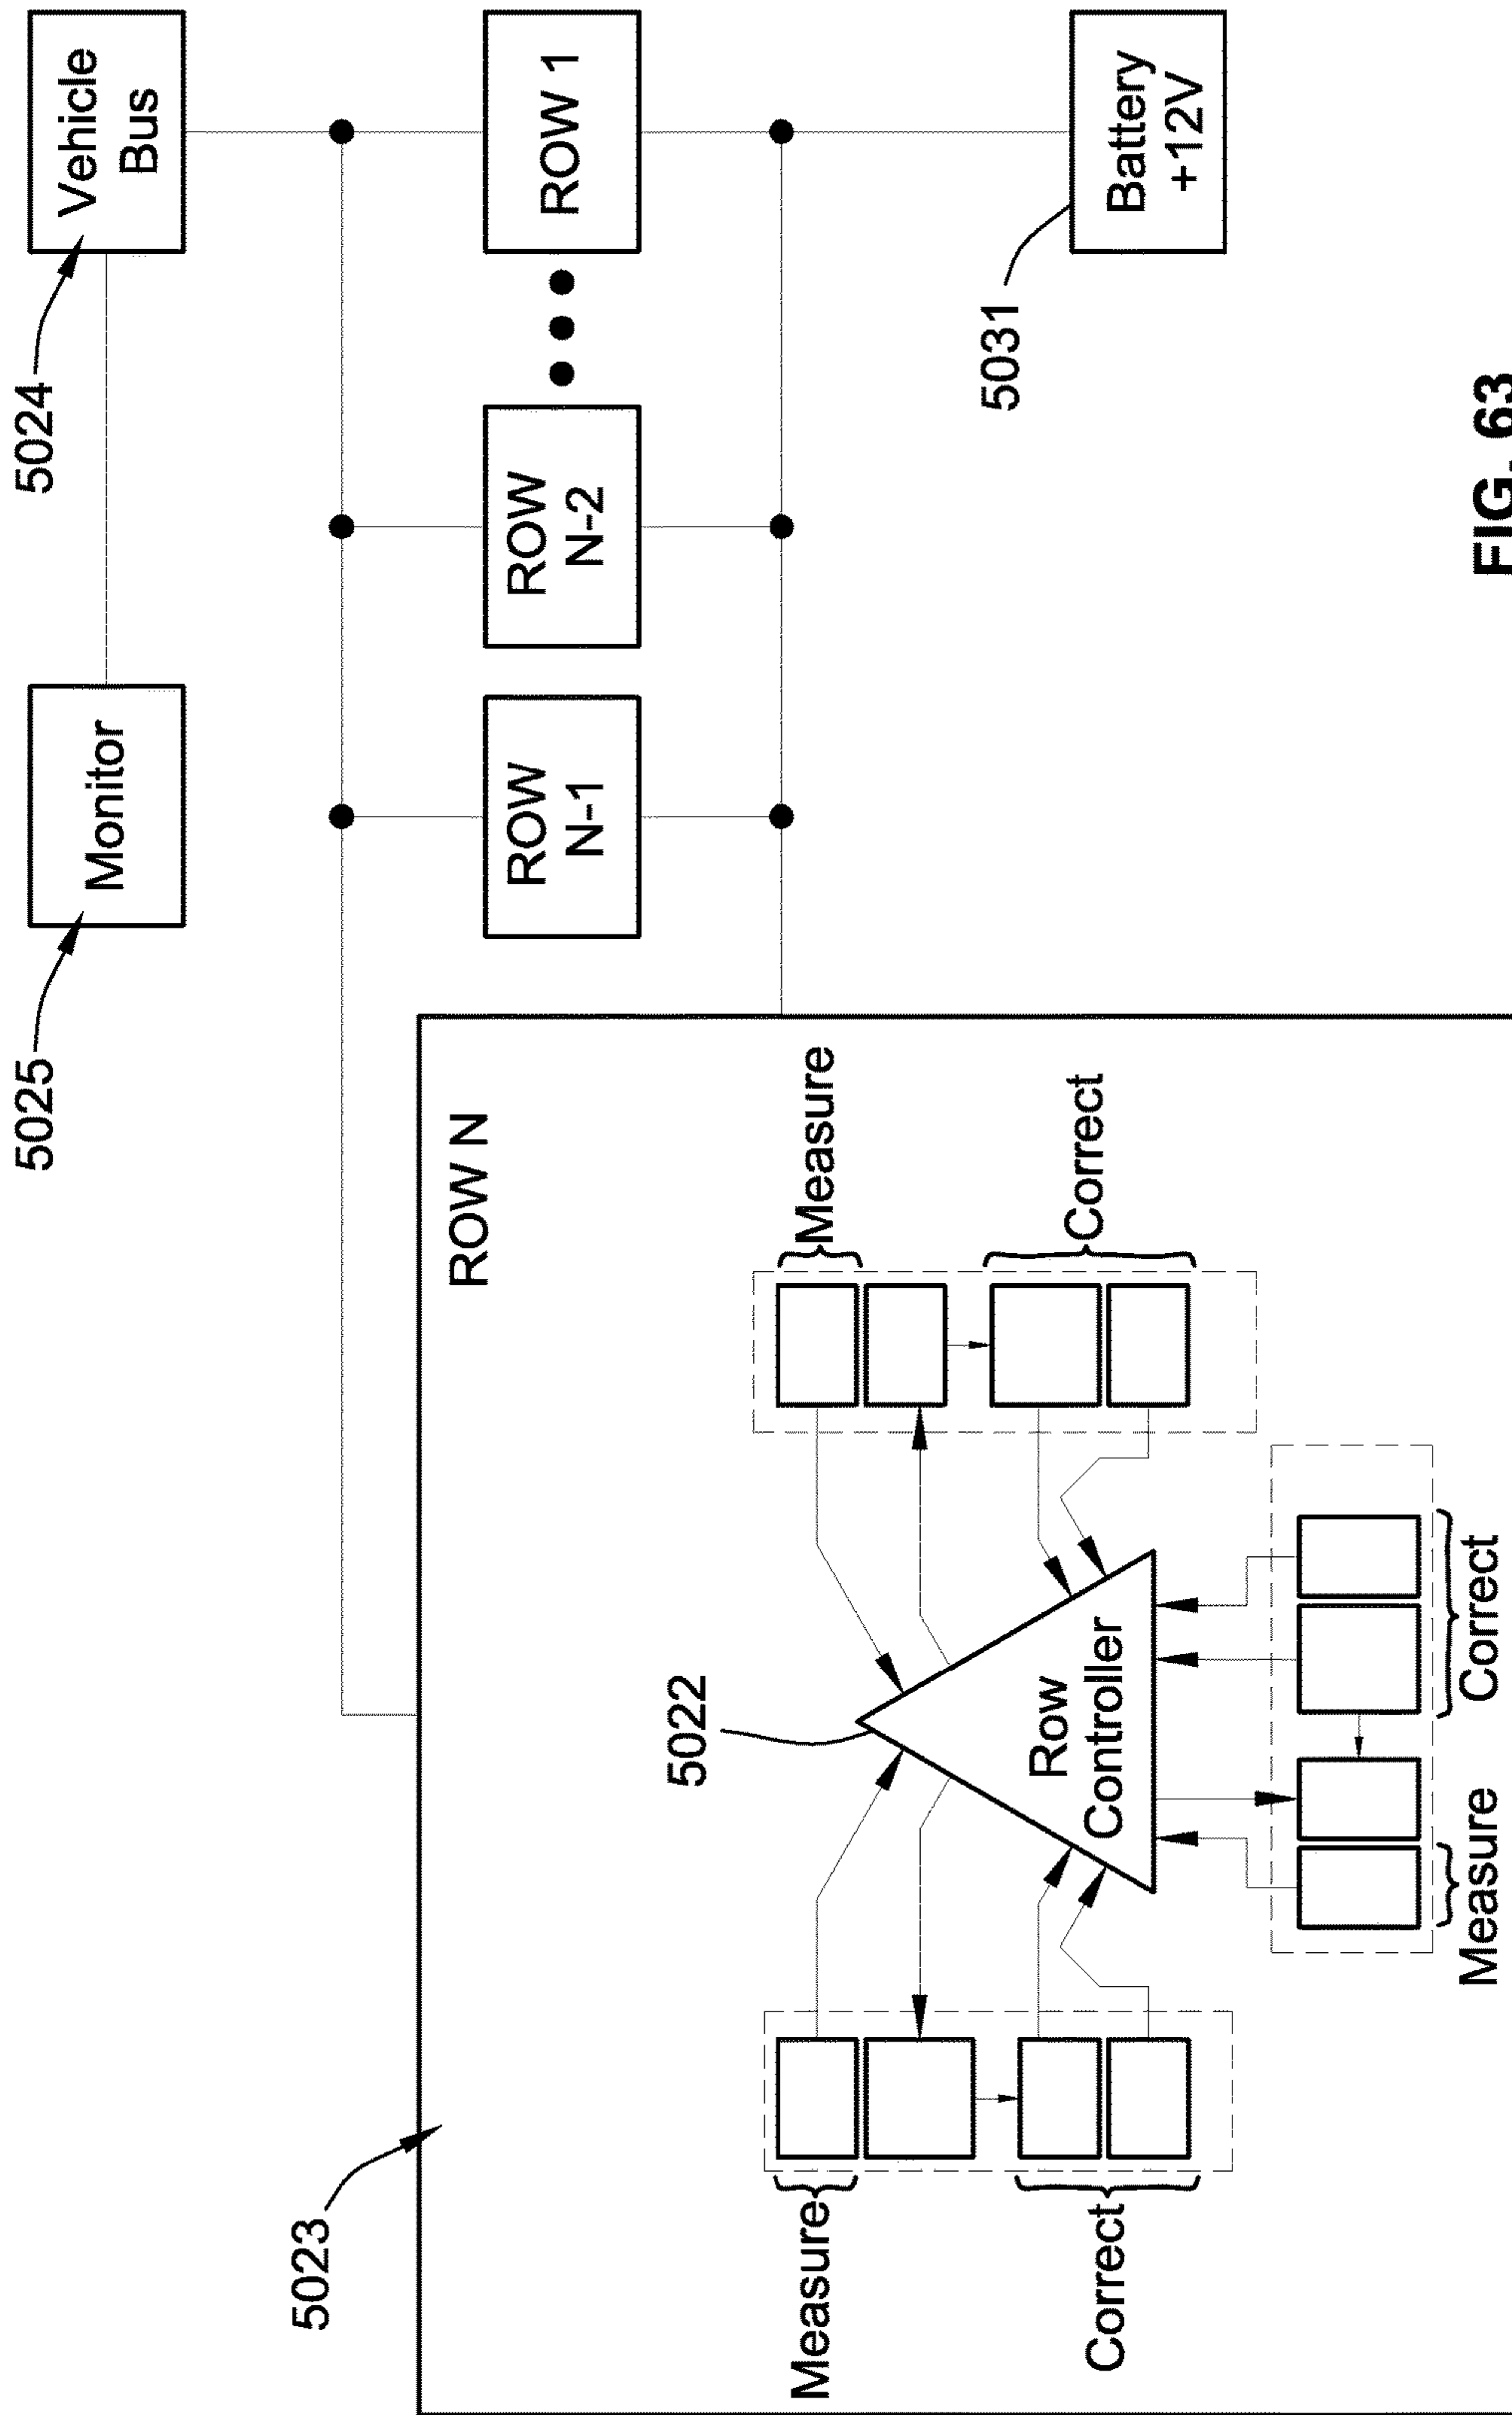 5025
5024
Monitor
Vehicle
Bus
5023
ROW N
ROW
N-1
ROW
N-2
ROW 1
5022
Measure
Measure
5031
Row
Controller
Correct
Correct
Battery
+12V
Measure
Correct
FIG. 63